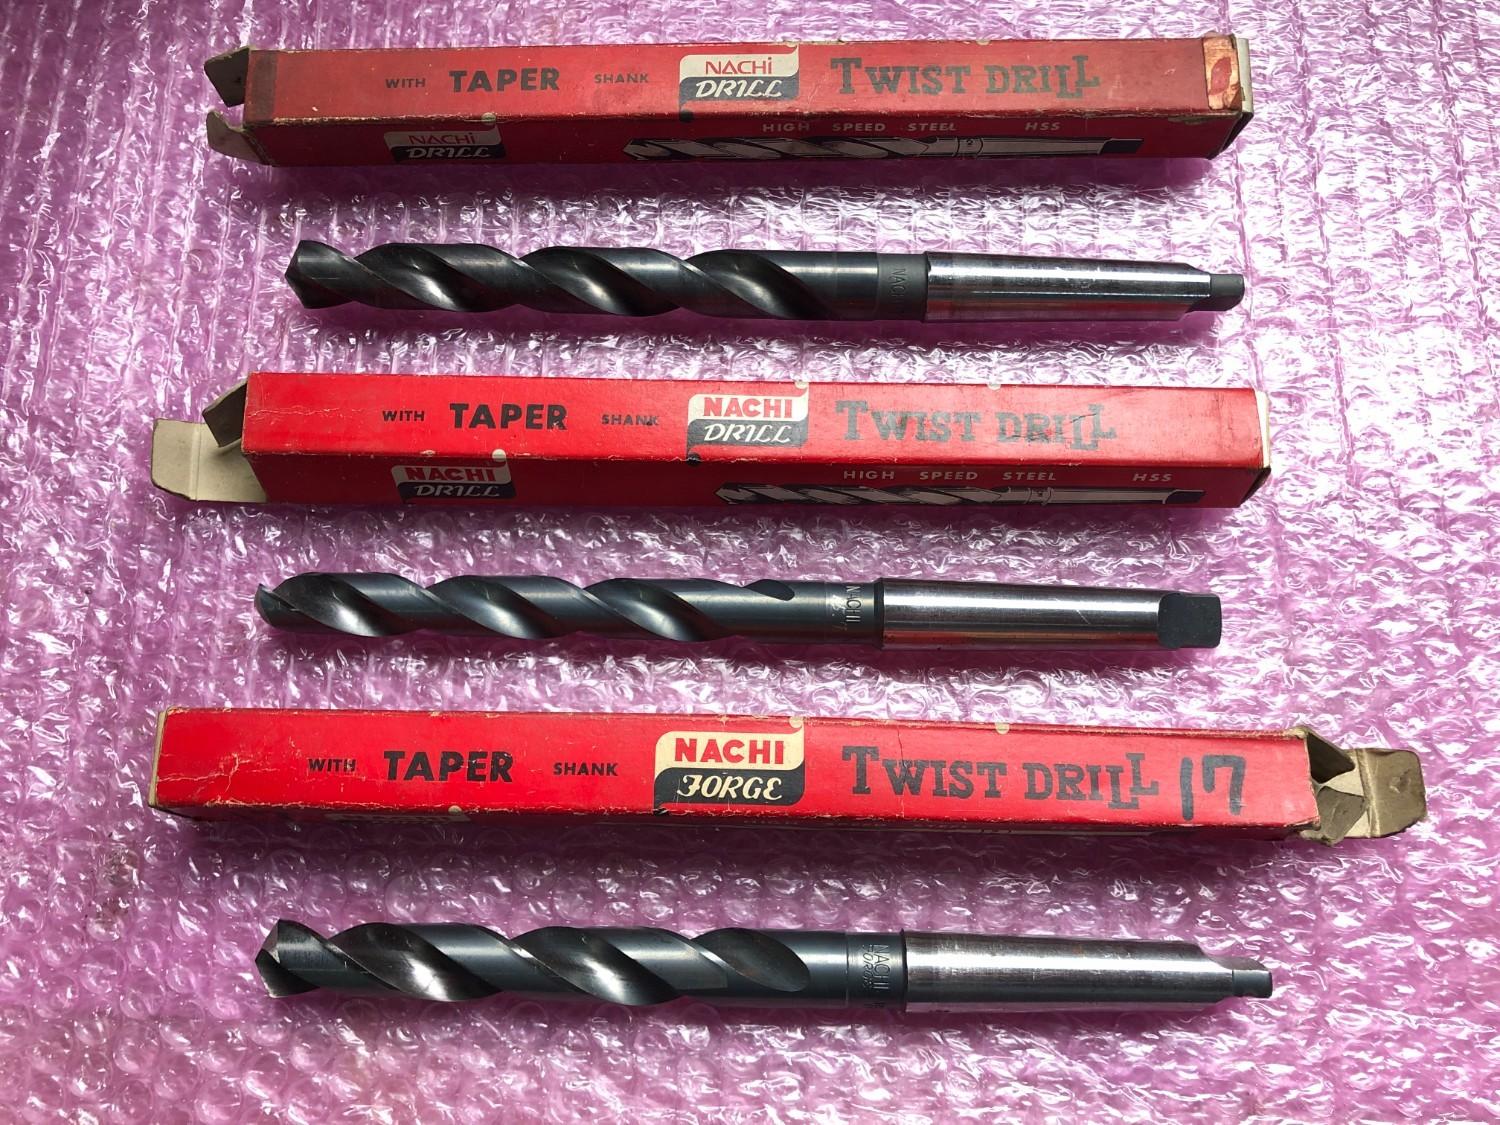 WITH TAPER SHANK NACHi DRILL TWIST DRILL
NACHi DRILL
HIGH SPEED STEEL HSS
NACHI
WITH TAPER SHANK NACHI DRILL TWIST DRILL
NACHI DRILL
HIGH SPEED STEEL HSS
NACHI
WITH TAPER SHANK NACHI FORGE TWIST DRILL 17
NACHI
FORGE